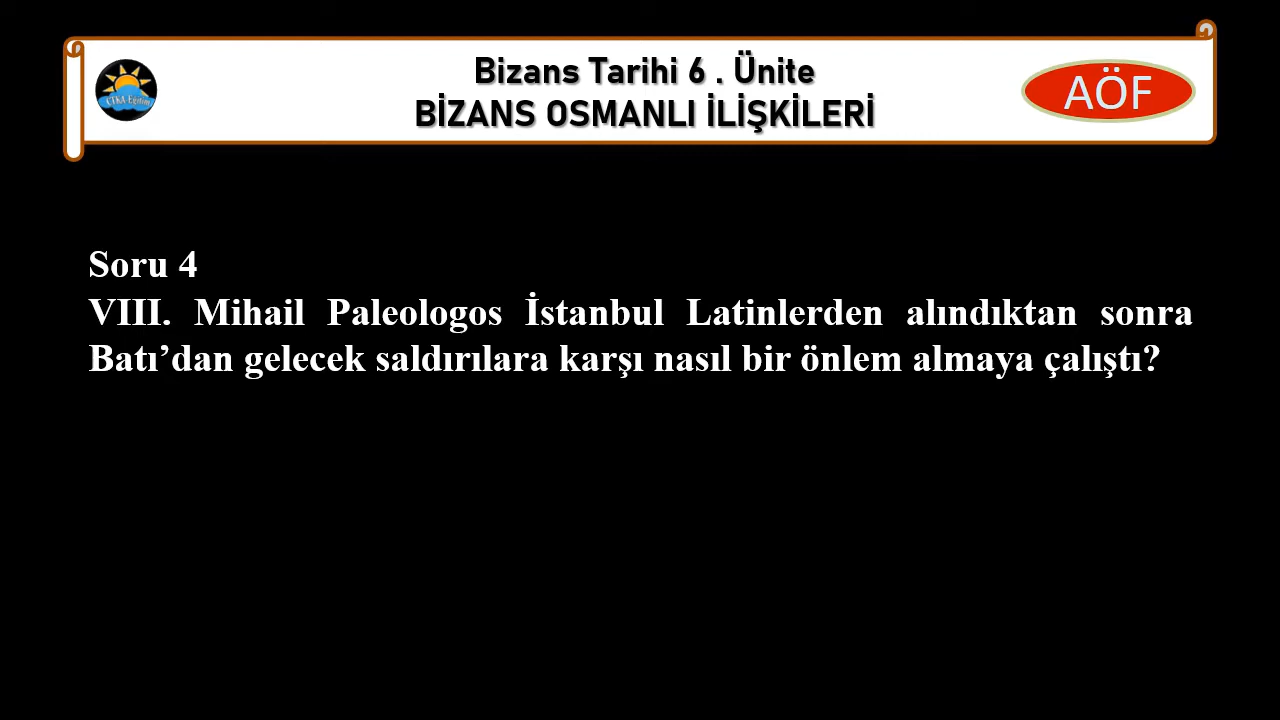 Bizans Tarihi 6 . Ünite
BİZANS OSMANLI İLİŞKİLERİ
AÖF
Soru 4
VIII. Mihail Paleologos İstanbul Latinlerden alındıktan sonra
Batı’dan gelecek saldırılara karşı nasıl bir önlem almaya çalıştı?